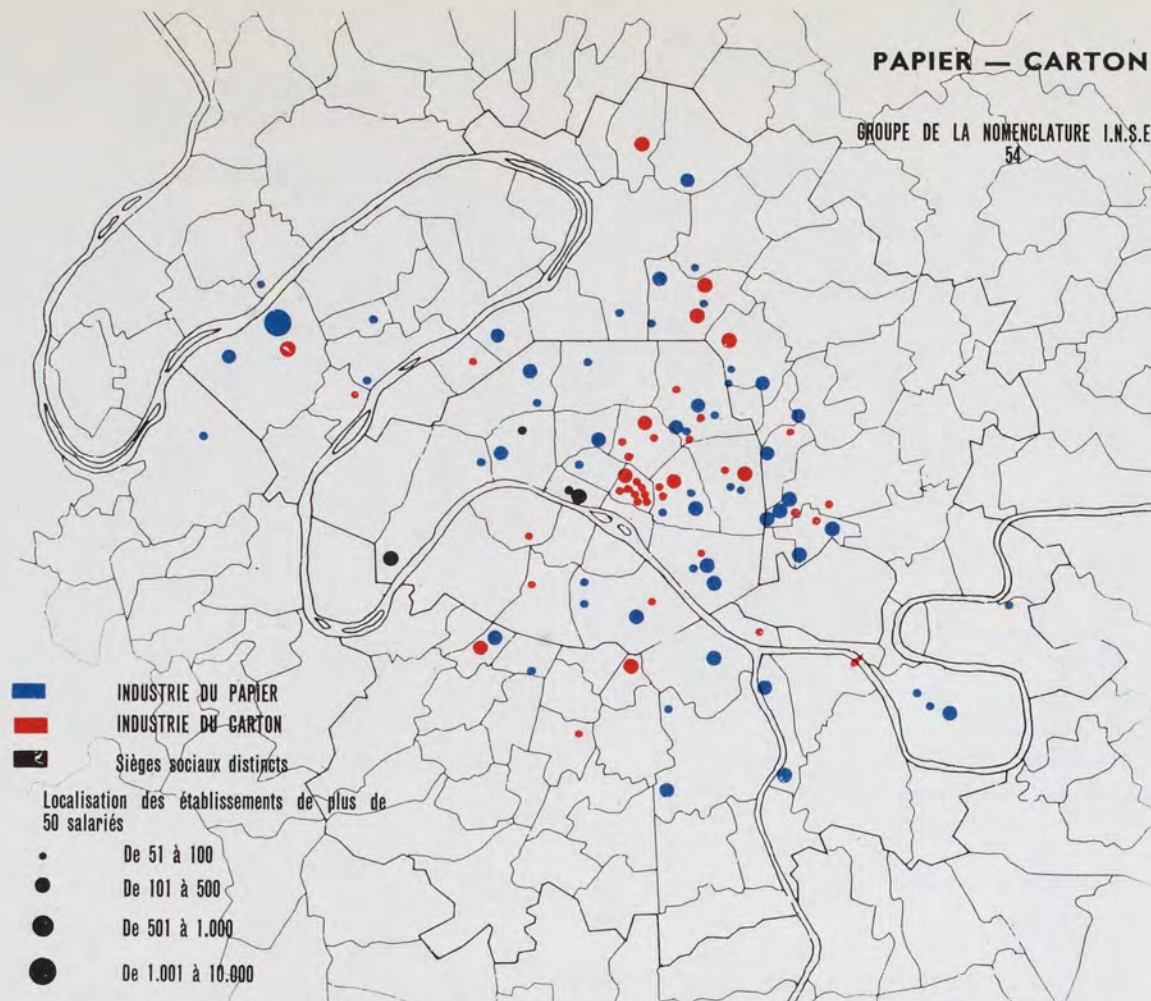 PAPIER — CARTON
GROUPE DE LA NOMENCLATURE I.N.S.E
54
INDUSTRIE DU PAPIER
INDUSTRIE DU CARTON
Sièges sociaux distincts
Localisation des établissements de plus de
50 salariés
De 51 à 100
De 101 à 500
De 501 à 1.000
De 1.001 à 10.000